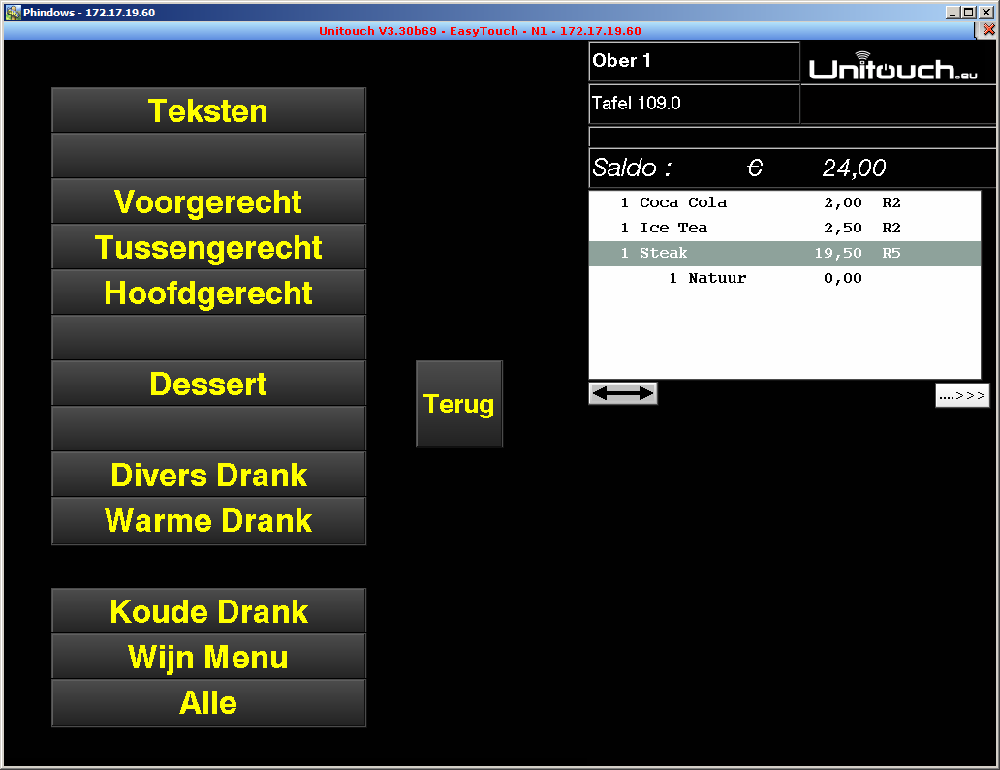 Phindows - 172.17.19.60
Unitouch V3.30b69 - EasyTouch - N1 - 172.17.19.60
Teksten
Voorgerecht
Tussengerecht
Hoofdgerecht
Dessert
Divers Drank
Warme Drank
Koude Drank
Wijn Menu
Alle
Terug
Ober 1
Unitouch.eu
Tafel 109.0
Saldo : € 24,00
1 Coca Cola 2,00 R2
1 Ice Tea 2,50 R2
1 Steak 19,50 R5
1 Natuur 0,00
....>>>